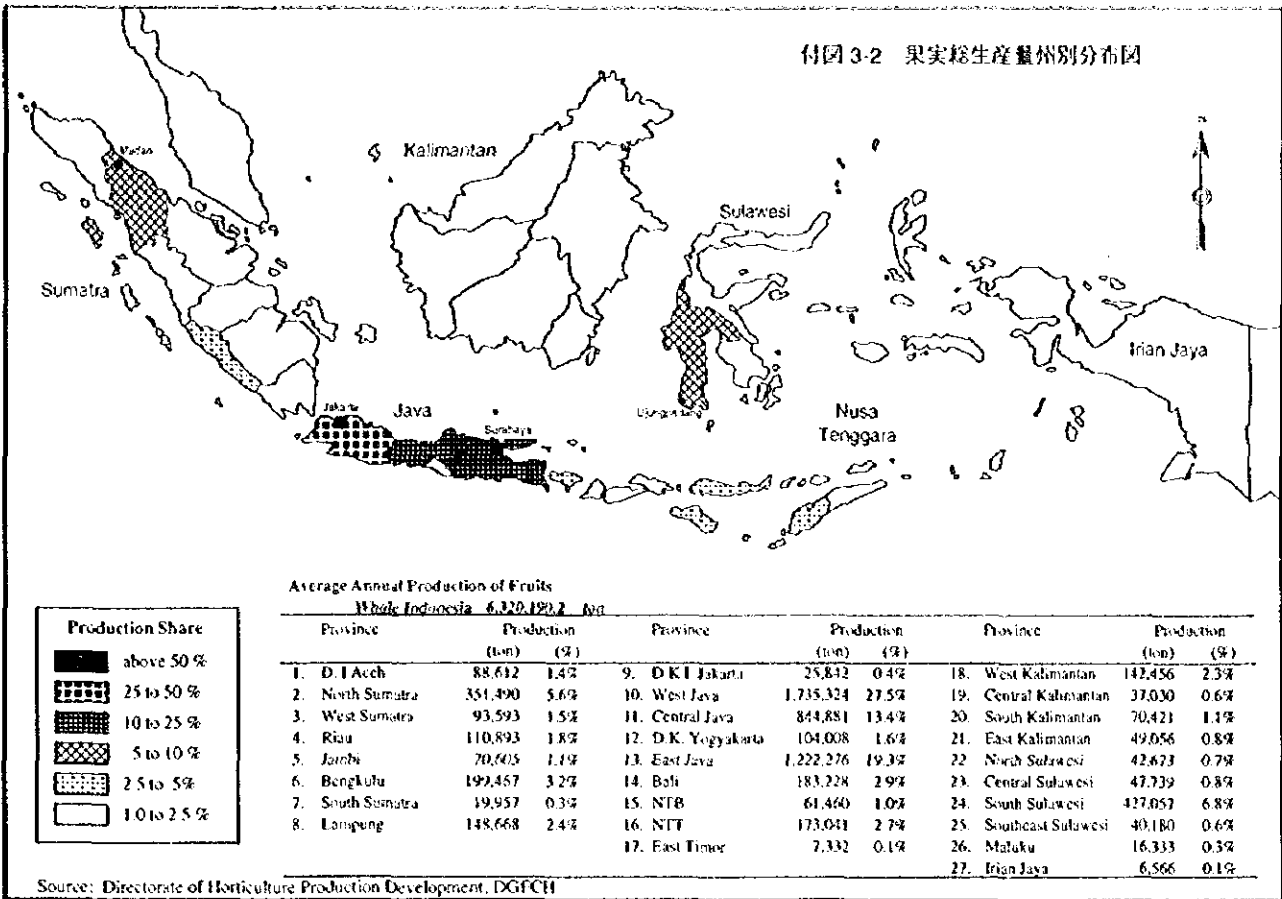 付図 3-2 果実総生産量州別分布図
N
Medan
Kalimantan
Sulawesi
Sumatra
Irian Jaya
Jakarta
Java
Surabaya
Ujungpandang
Nusa
Tenggara
Production Share
above 50 %
25 to 50 %
10 to 25 %
5 to 10 %
2.5 to 5%
1.0 to 2.5 %
Average Annual Production of Fruits
Whole Indonesia 6,320,190.2 ton
Province Production Province Production Province Production
(ton) (%) (ton) (%) (ton) (%)
1. D. I Aceh 88,612 1.4% 9. D.K.I Jakarta 25,842 0.4% 18. West Kalimantan 142,456 2.3%
2. North Sumatra 351,490 5.6% 10. West Java 1,735,324 27.5% 19. Central Kalimantan 37,030 0.6%
3. West Sumatra 93,593 1.5% 11. Central Java 844,881 13.4% 20. South Kalimantan 70,421 1.1%
4. Riau 110,893 1.8% 12. D.K. Yogyakarta 104,008 1.6% 21. East Kalimantan 49,056 0.8%
5. Jambi 70,605 1.1% 13. East Java 1,222,276 19.3% 22 North Sulawesi 42,673 0.7%
6. Bengkulu 199,457 3.2% 14. Bali 183,228 2.9% 23. Central Sulawesi 47,739 0.8%
7. South Sumatra 19,957 0.3% 15. NTB 61,460 1.0% 24. South Sulawesi 427,057 6.8%
8. Lampung 148,668 2.4% 16. NTT 173,041 2.7% 25. Southeast Sulawesi 40,180 0.6%
17. East Timor 7,332 0.1% 26. Maluku 16,333 0.3%
27. Irian Jaya 6,566 0.1%
Source: Directorate of Horticulture Production Development, DGFCH